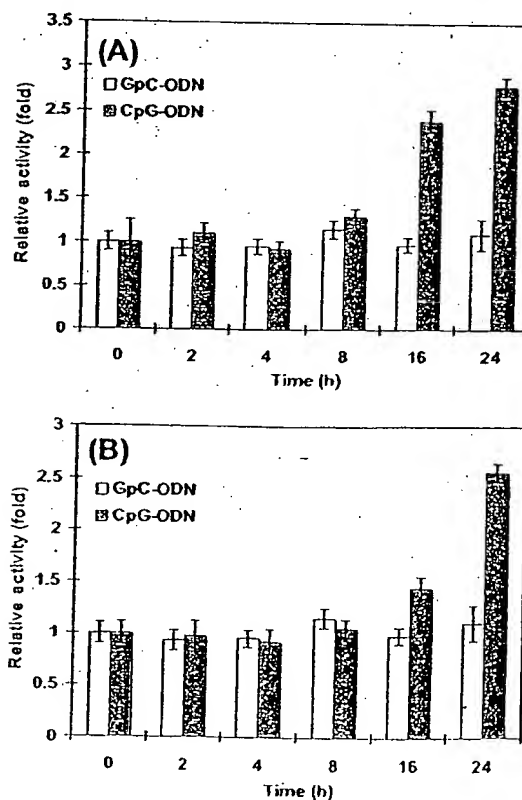 (A)
GpC-ODN
CpG-ODN
Relative activity (fold)
3.5
3
2.5
2
1.5
1
0.5
0
0 2 4 8 16 24
Time (h)
(B)
GpC-ODN
CpG-ODN
Relative activity (fold)
3
2.5
2
1.5
1
0.5
0
0 2 4 8 16 24
Time (h)